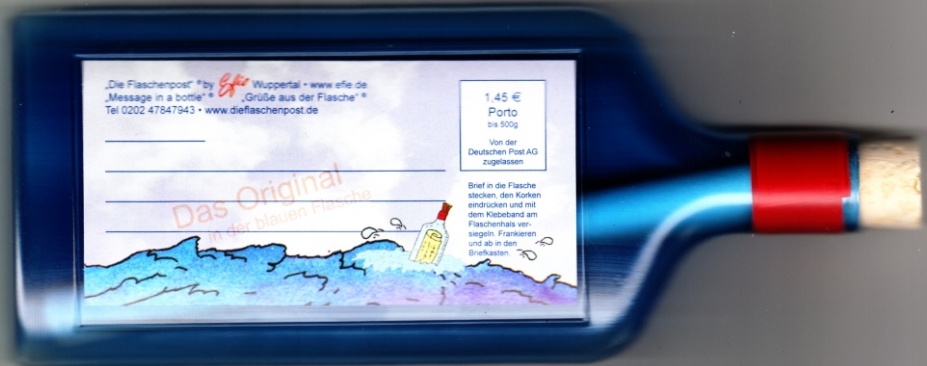 „Die Flaschenpost“ ® by Efie Wuppertal • www.efie.de
„Message in a bottle“ ® „Grüße aus der Flasche“ ®
Tel 0202 47847943 • www.dieflaschenpost.de
1,45 €
Porto
bis 500g
Von der
Deutschen Post AG
zugelassen
Das Original
in der blauen Flasche
Brief in die Flasche
stecken, den Korken
eindrücken und mit
dem Klebeband am
Flaschenhals ver-
siegeln. Frankieren
und ab in den
Briefkasten.